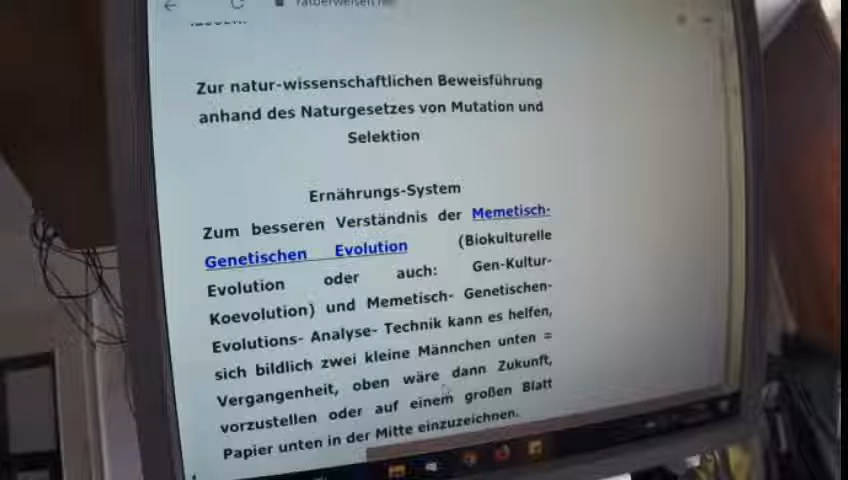 Zur natur-wissenschaftlichen Beweisführung
anhand des Naturgesetzes von Mutation und
Selektion
Ernährungs-System
Zum besseren Verständnis der Memetisch-
Genetischen Evolution (Biokulturelle
Evolution oder auch: Gen-Kultur-
Koevolution) und Memetisch- Genetischen-
Evolutions- Analyse- Technik kann es helfen,
sich bildlich zwei kleine Männchen unten =
Vergangenheit, oben wäre dann Zukunft,
vorzustellen oder auf einem großen Blatt
Papier unten in der Mitte einzuzeichnen.